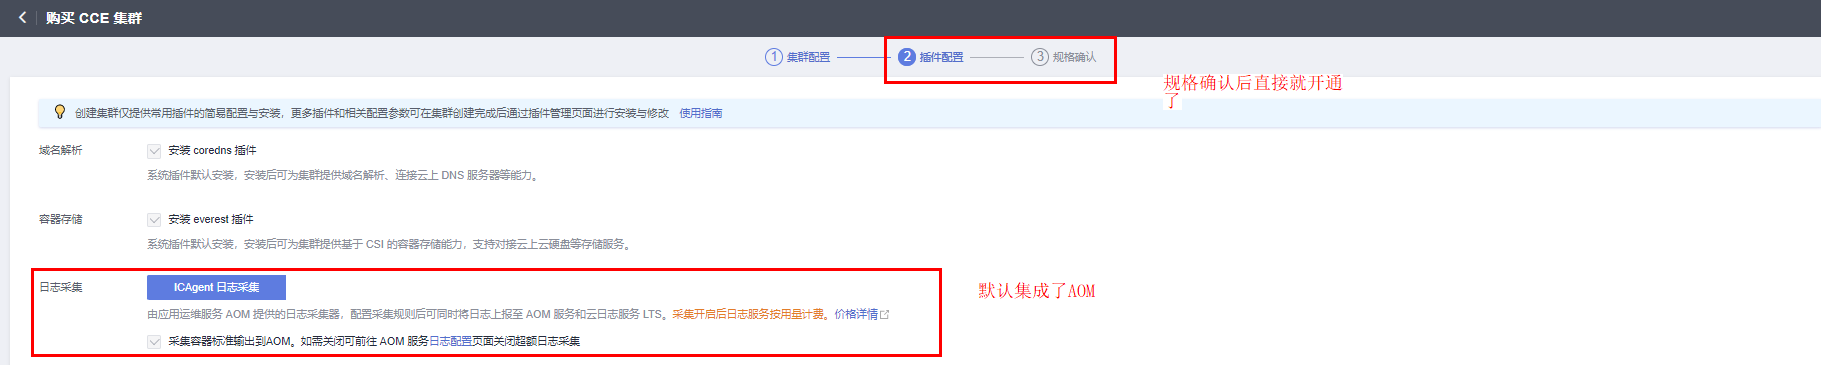 购买 CCE 集群
1 集群配置 2 插件配置 3 规格确认
规格确认后直接就开通
了
创建集群仅提供常用插件的简易配置与安装，更多插件和相关配置参数可在集群创建完成后通过插件管理页面进行安装与修改 使用指南
域名解析 安装 coredns 插件
系统插件默认安装，安装后可为集群提供域名解析、连接云上 DNS 服务器等能力。
容器存储 安装 everest 插件
系统插件默认安装，安装后可为集群提供基于 CSI 的容器存储能力，支持对接云上云硬盘等存储服务。
日志采集 ICAgent 日志采集
默认集成了AOM
由应用运维服务 AOM 提供的日志采集器，配置采集规则后可同时将日志上报至 AOM 服务和云日志服务 LTS。采集开启后日志服务按用量计费。价格详情
采集容器标准输出到AOM。如需关闭可前往 AOM 服务日志配置页面关闭超额日志采集